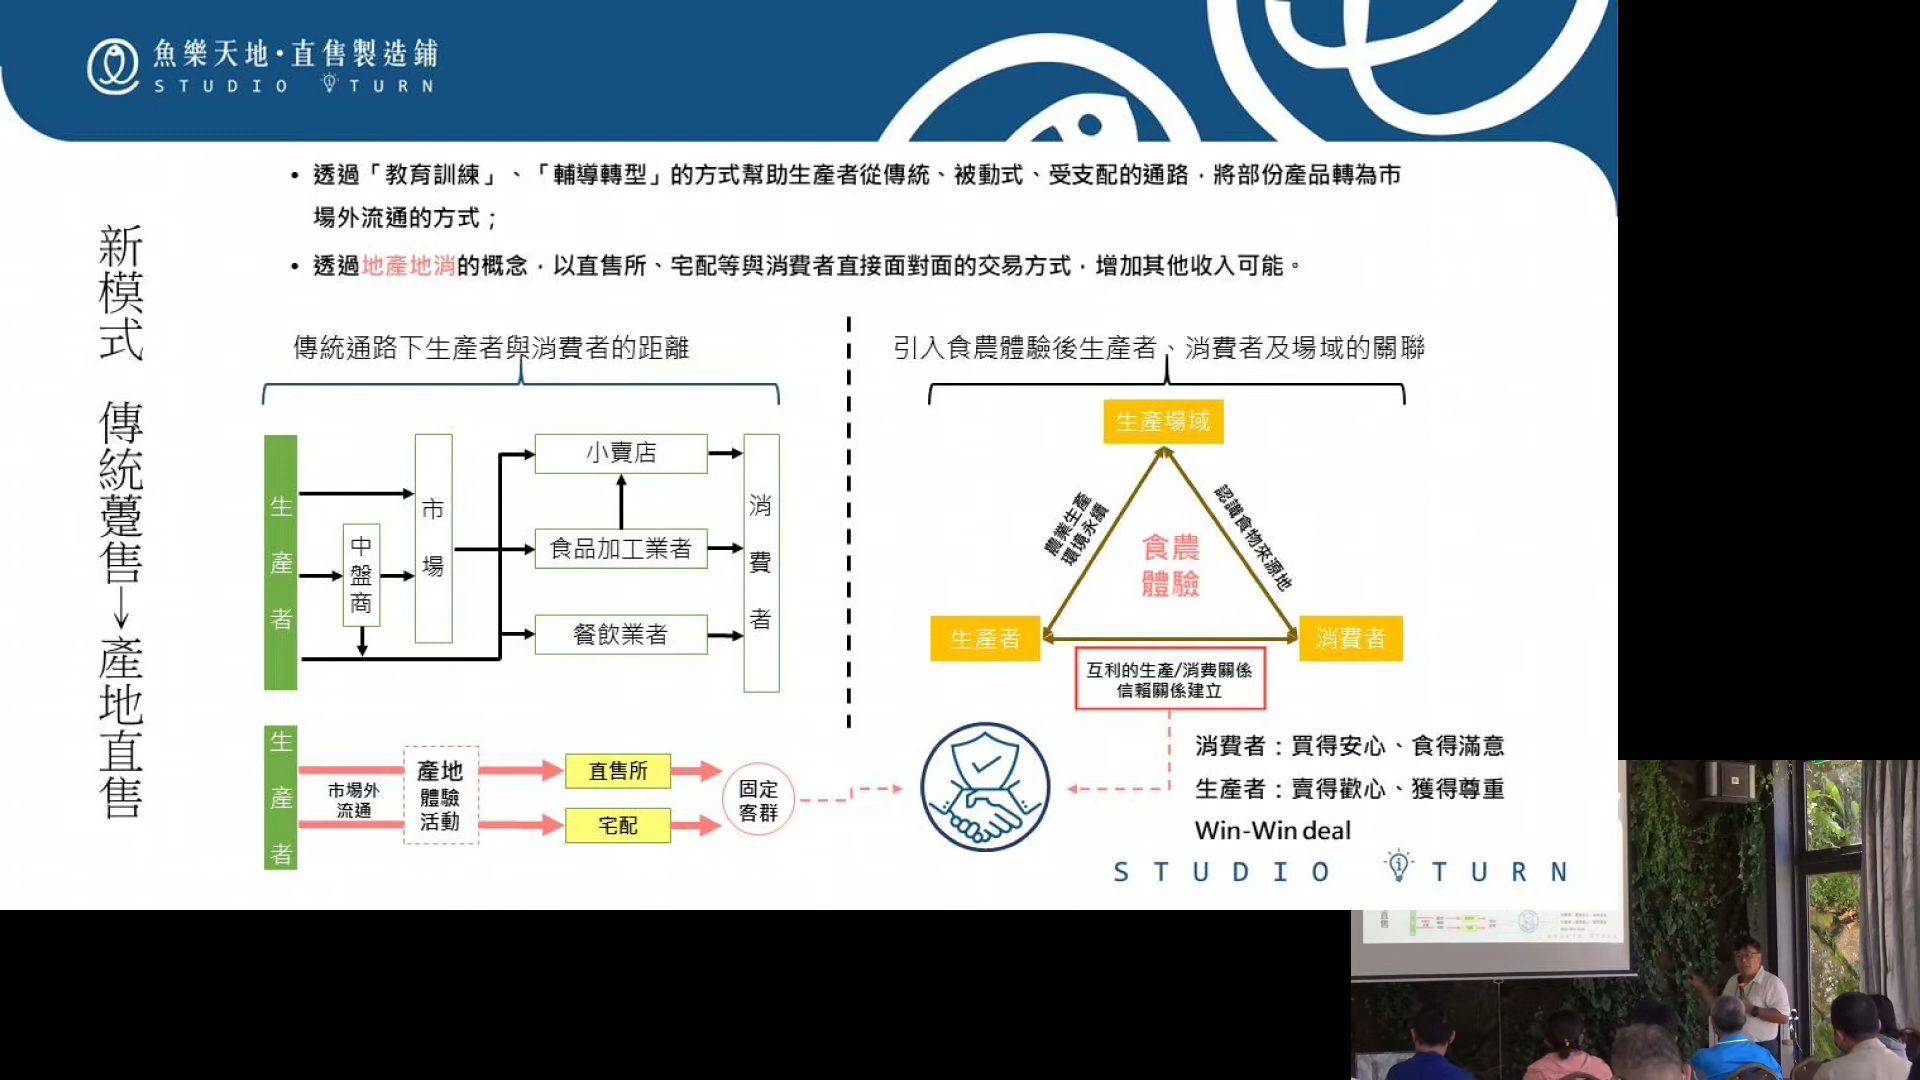 魚樂天地・直售製造鋪
STUDIO iTURN
• 透過「教育訓練」、「輔導轉型」的方式幫助生產者從傳統、被動式、受支配的通路，將部份產品轉為市
場外流通的方式；
• 透過地產地消的概念，以直售所、宅配等與消費者直接面對面的交易方式，增加其他收入可能。
新模式 傳統躉售→產地直售
傳統通路下生產者與消費者的距離
生產者
中盤商
市場
小賣店
食品加工業者
餐飲業者
消費者
引入食農體驗後生產者、消費者及場域的關聯
生產場域
農業生產
環境永續
認識食物來源地
食農
體驗
生產者
消費者
互利的生產/消費關係
信賴關係建立
生產者
市場外
流通
產地
體驗
活動
直售所
宅配
固定
客群
消費者：買得安心、食得滿意
生產者：賣得歡心、獲得尊重
Win-Win deal
STUDIO iTURN